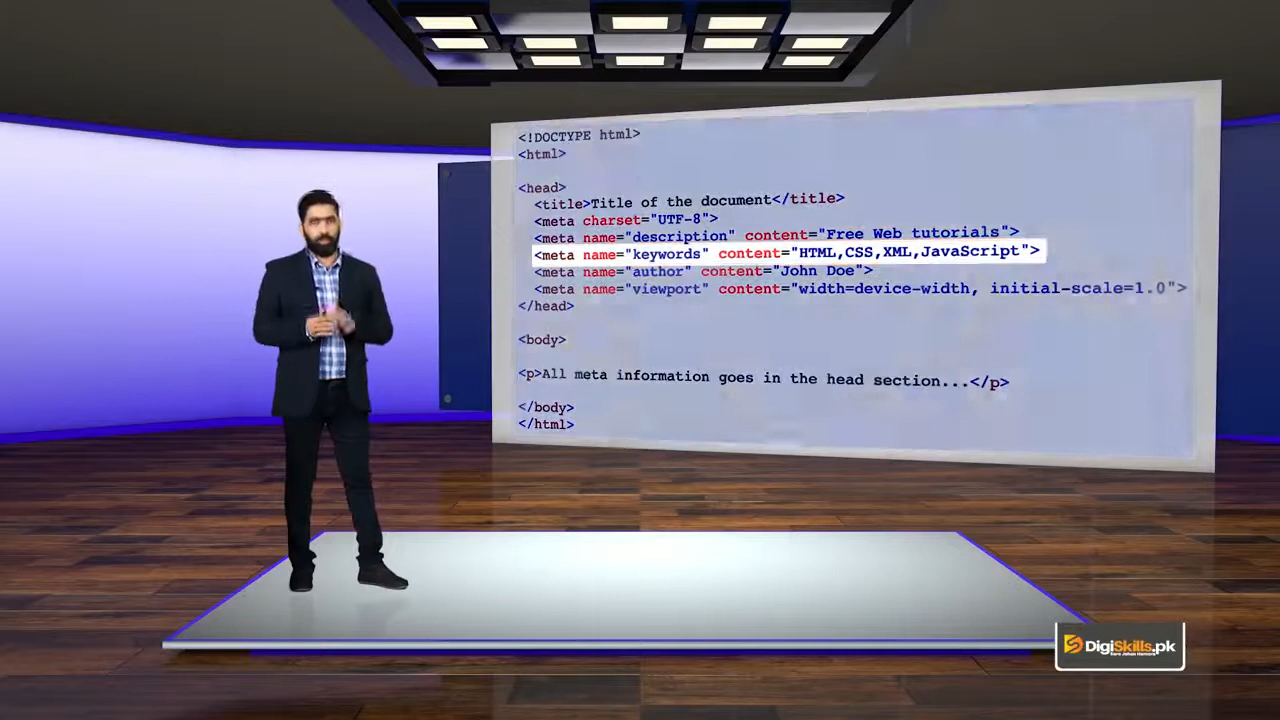 <!DOCTYPE html>
<html>
<head>
<title>Title of the document</title>
<meta charset="UTF-8">
<meta name="description" content="Free Web tutorials">
<meta name="keywords" content="HTML,CSS,XML,JavaScript">
<meta name="author" content="John Doe">
<meta name="viewport" content="width=device-width, initial-scale=1.0">
</head>
<body>
<p>All meta information goes in the head section...</p>
</body>
</html>
DigiSkills.pk